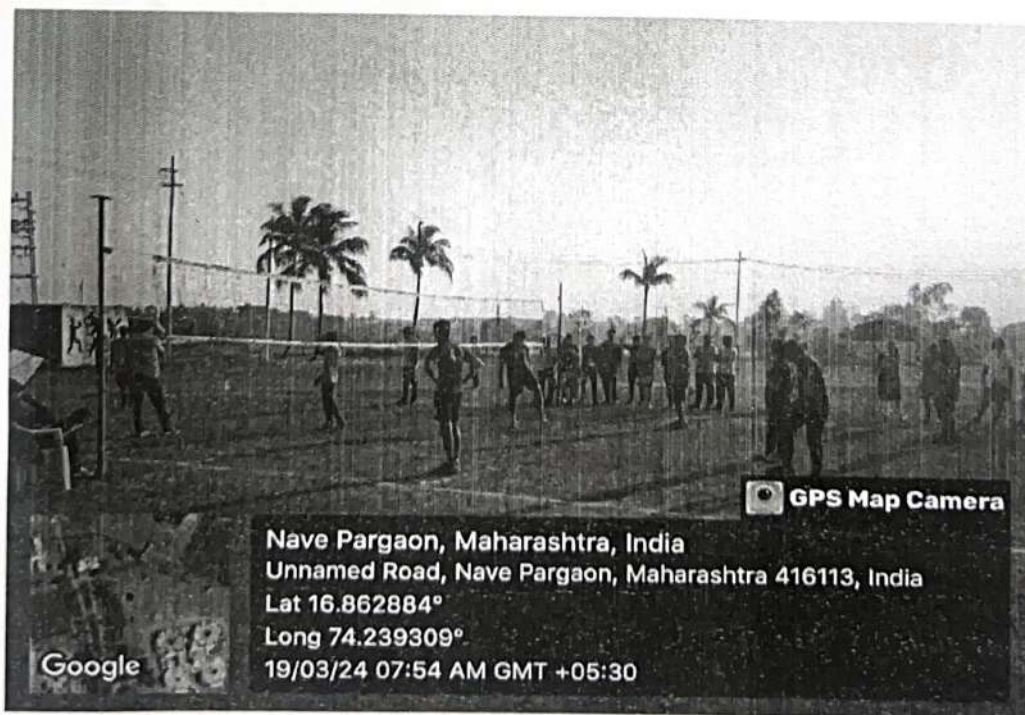 GPS Map Camera
Nave Pargaon, Maharashtra, India
Unnamed Road, Nave Pargaon, Maharashtra 416113, India
Lat 16.862884°
Long 74.239309°
19/03/24 07:54 AM GMT +05:30
Google